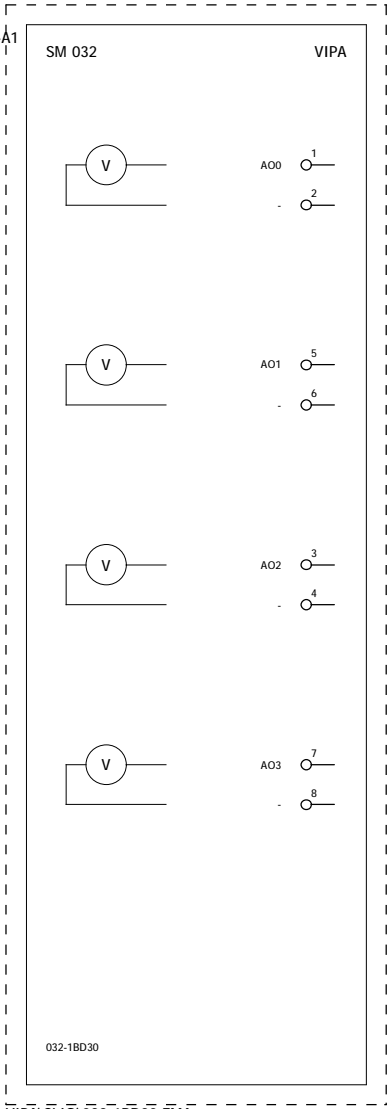 A1
SM 032 VIPA
V AO0 1
- 2
V AO1 5
- 6
V AO2 3
- 4
V AO3 7
- 8
032-1BD30